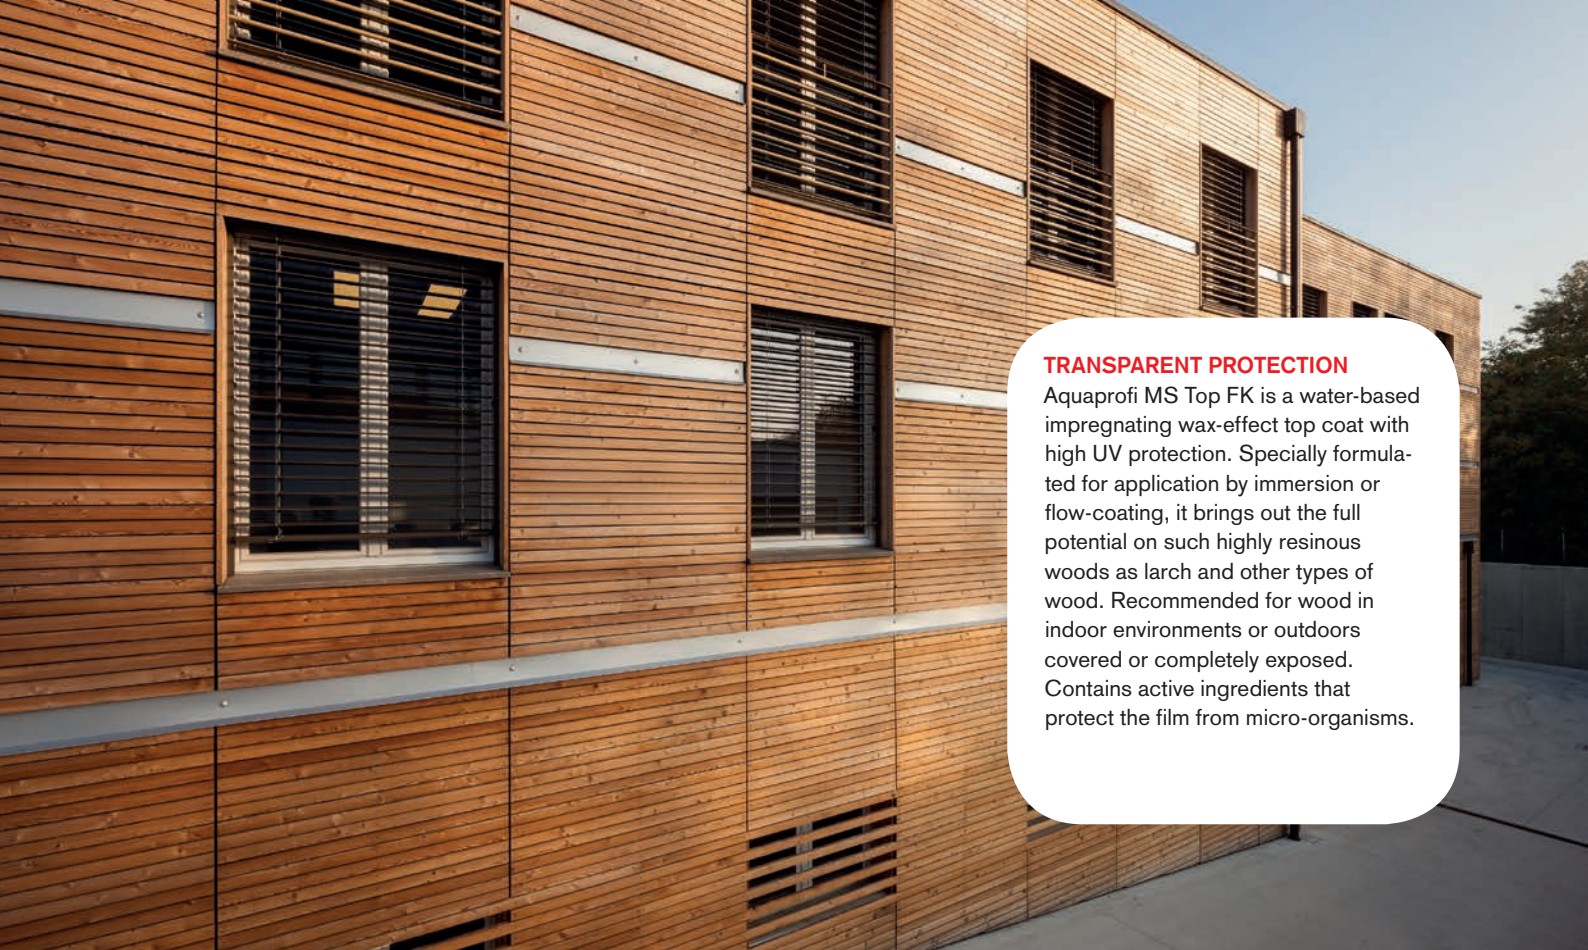 TRANSPARENT PROTECTION
Aquaprofi MS Top FK is a water-based
impregnating wax-effect top coat with
high UV protection. Specially formula-
ted for application by immersion or
flow-coating, it brings out the full
potential on such highly resinous
woods as larch and other types of
wood. Recommended for wood in
indoor environments or outdoors
covered or completely exposed.
Contains active ingredients that
protect the film from micro-organisms.